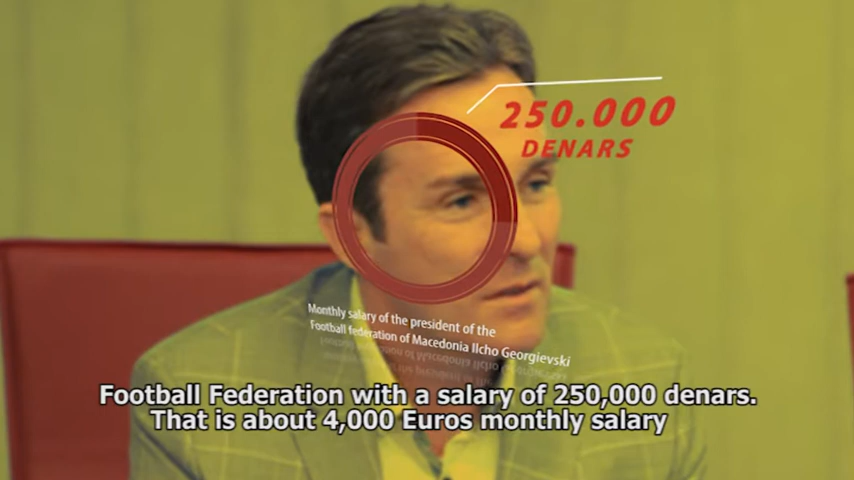 250.000
DENARS
Monthly salary of the president of the
Football federation of Macedonia Ilcho Georgievski
Football Federation with a salary of 250,000 denars.
That is about 4,000 Euros monthly salary